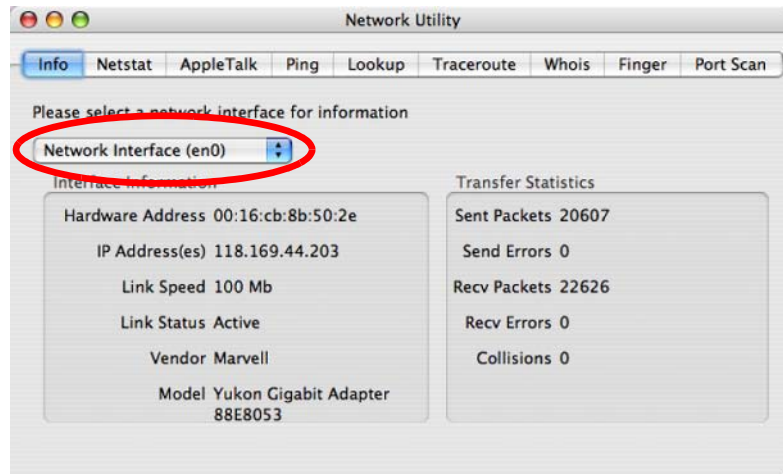 Network Utility
Info Netstat AppleTalk Ping Lookup Traceroute Whois Finger Port Scan
Please select a network interface for information
Network Interface (en0)
Interface Information
Hardware Address 00:16:cb:8b:50:2e
IP Address(es) 118.169.44.203
Link Speed 100 Mb
Link Status Active
Vendor Marvell
Model Yukon Gigabit Adapter
88E8053
Transfer Statistics
Sent Packets 20607
Send Errors 0
Recv Packets 22626
Recv Errors 0
Collisions 0